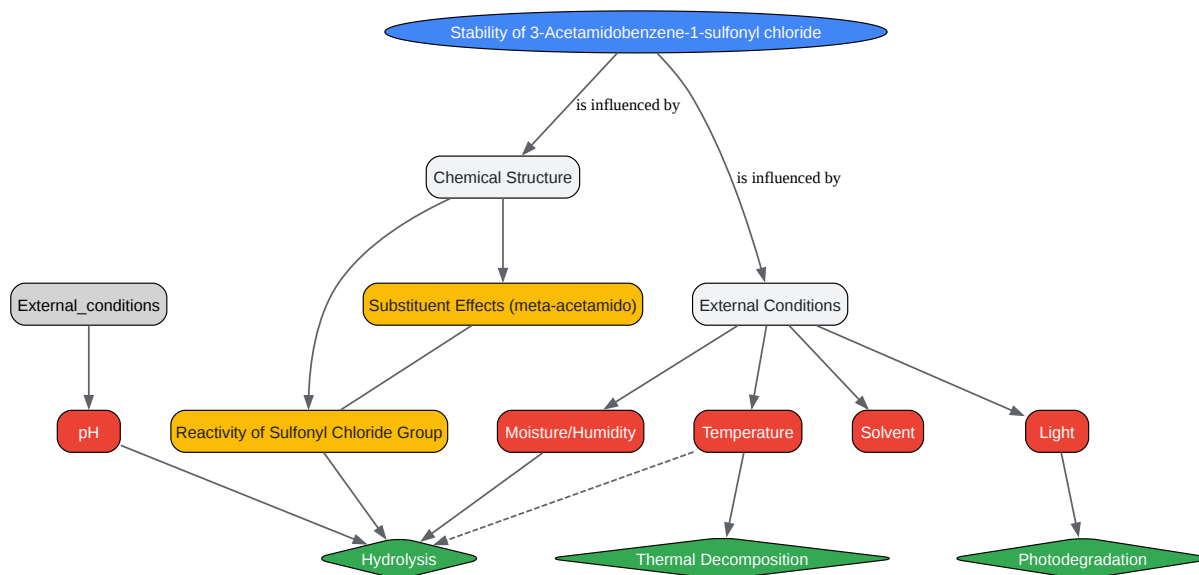 Stability of 3-Acetamidobenzene-1-sulfonyl chloride
is influenced by
Chemical Structure
is influenced by
External_conditions
Substituent Effects (meta-acetamido)
External Conditions
pH
Reactivity of Sulfonyl Chloride Group
Moisture/Humidity
Temperature
Solvent
Light
Hydrolysis
Thermal Decomposition
Photodegradation